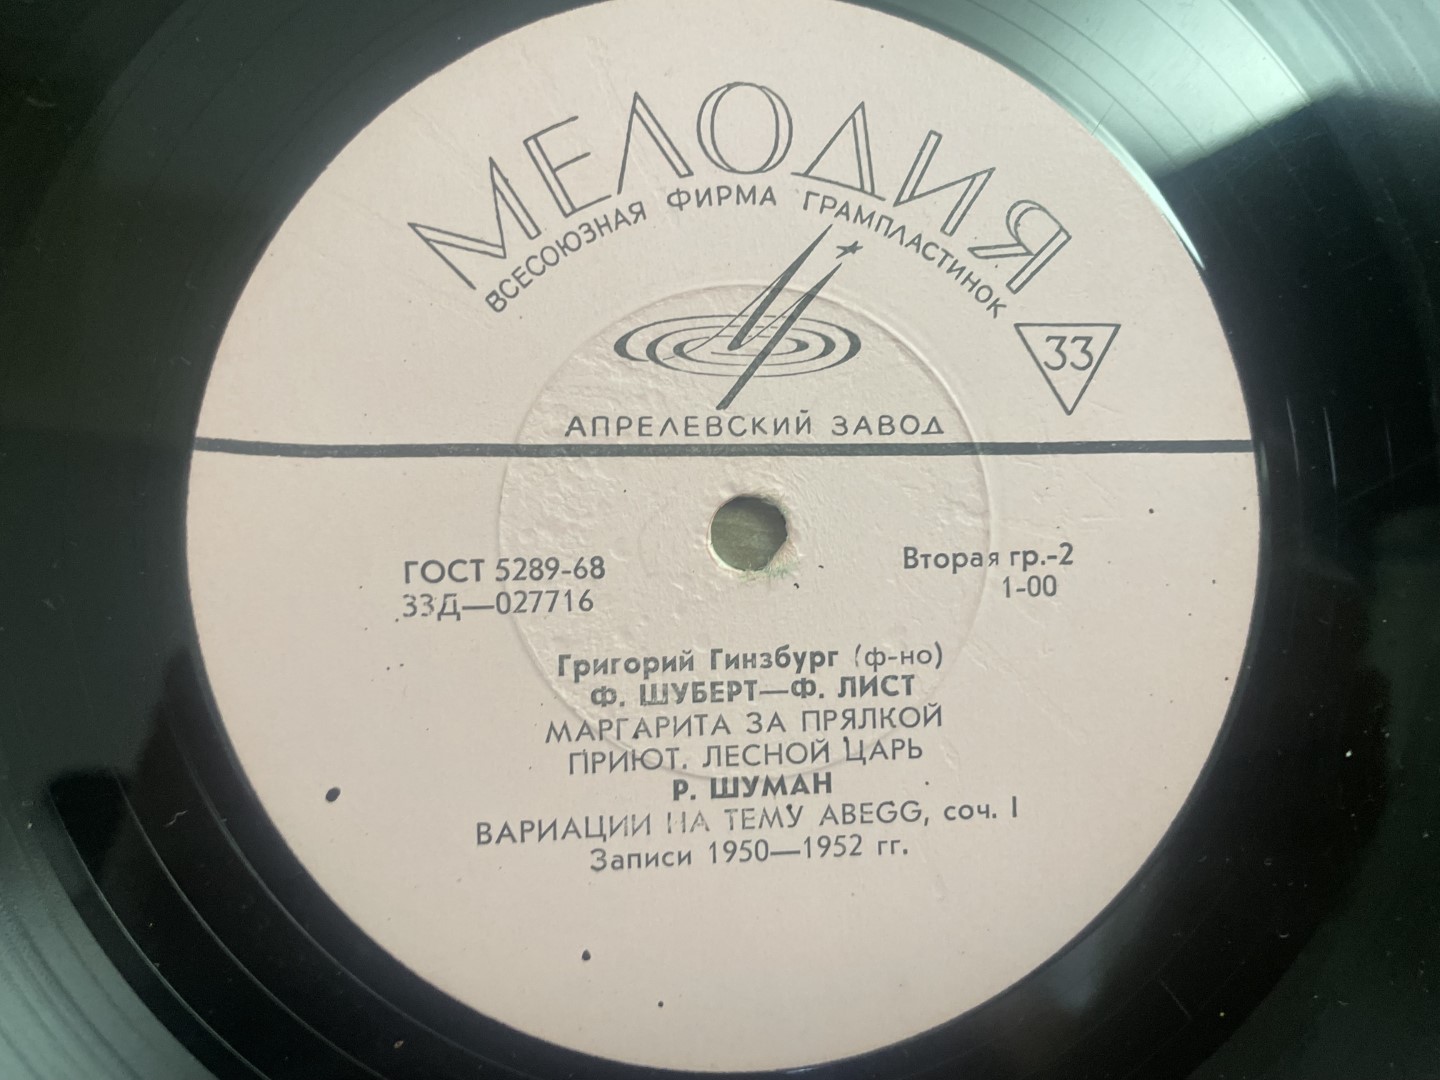 МЕЛОДИЯ
ВСЕСОЮЗНАЯ ФИРМА ГРАМПЛАСТИНОК
33
АПРЕЛЕВСКИЙ ЗАВОД
ГОСТ 5289-68
33Д—027716
Вторая гр.-2
1-00
Григорий Гинзбург (ф-но)
Ф. ШУБЕРТ—Ф. ЛИСТ
МАРГАРИТА ЗА ПРЯЛКОЙ
ПРИЮТ. ЛЕСНОЙ ЦАРЬ
Р. ШУМАН
ВАРИАЦИИ НА ТЕМУ ABEGG, соч. I
Записи 1950—1952 гг.